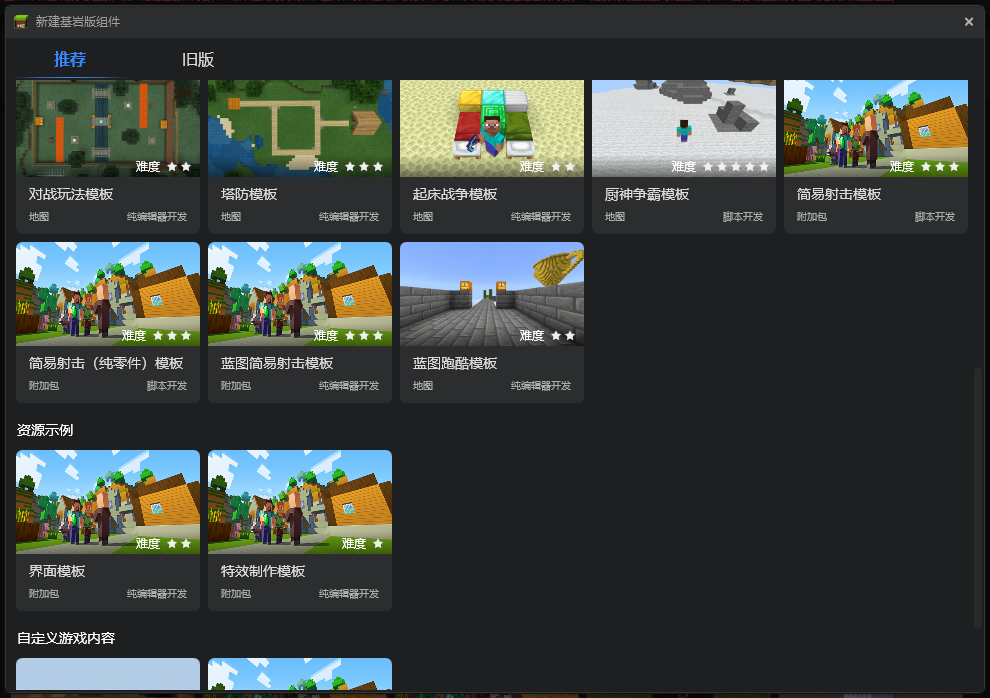 新建基岩版组件
推荐 旧版
难度 ★★
难度 ★★★
难度 ★★
难度 ★★★★★
难度 ★★★
对战玩法模板
地图 纯编辑器开发
塔防模板
地图 纯编辑器开发
起床战争模板
地图 纯编辑器开发
厨神争霸模板
地图 脚本开发
简易射击模板
附加包 脚本开发
难度 ★★★
难度 ★★★
难度 ★★
简易射击（纯零件）模板
附加包 脚本开发
蓝图简易射击模板
附加包 纯编辑器开发
蓝图跑酷模板
地图 纯编辑器开发
资源示例
难度 ★★
难度 ★
界面模板
附加包 纯编辑器开发
特效制作模板
附加包 纯编辑器开发
自定义游戏内容